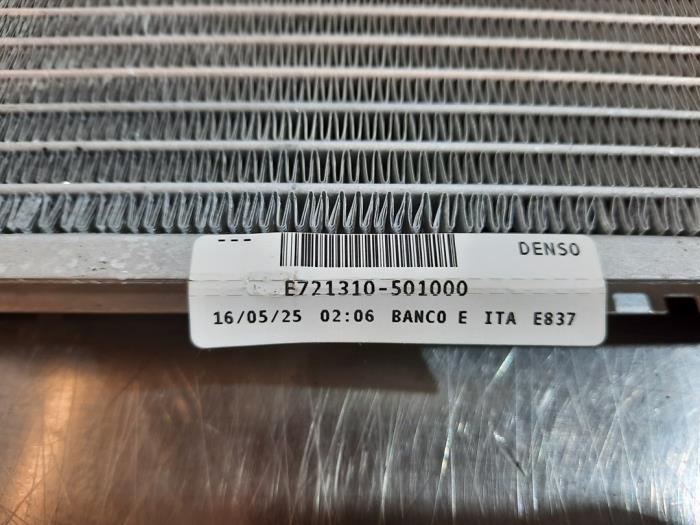 --- DENSO
E721310-501000
16/05/25 02:06 BANCO E ITA E837